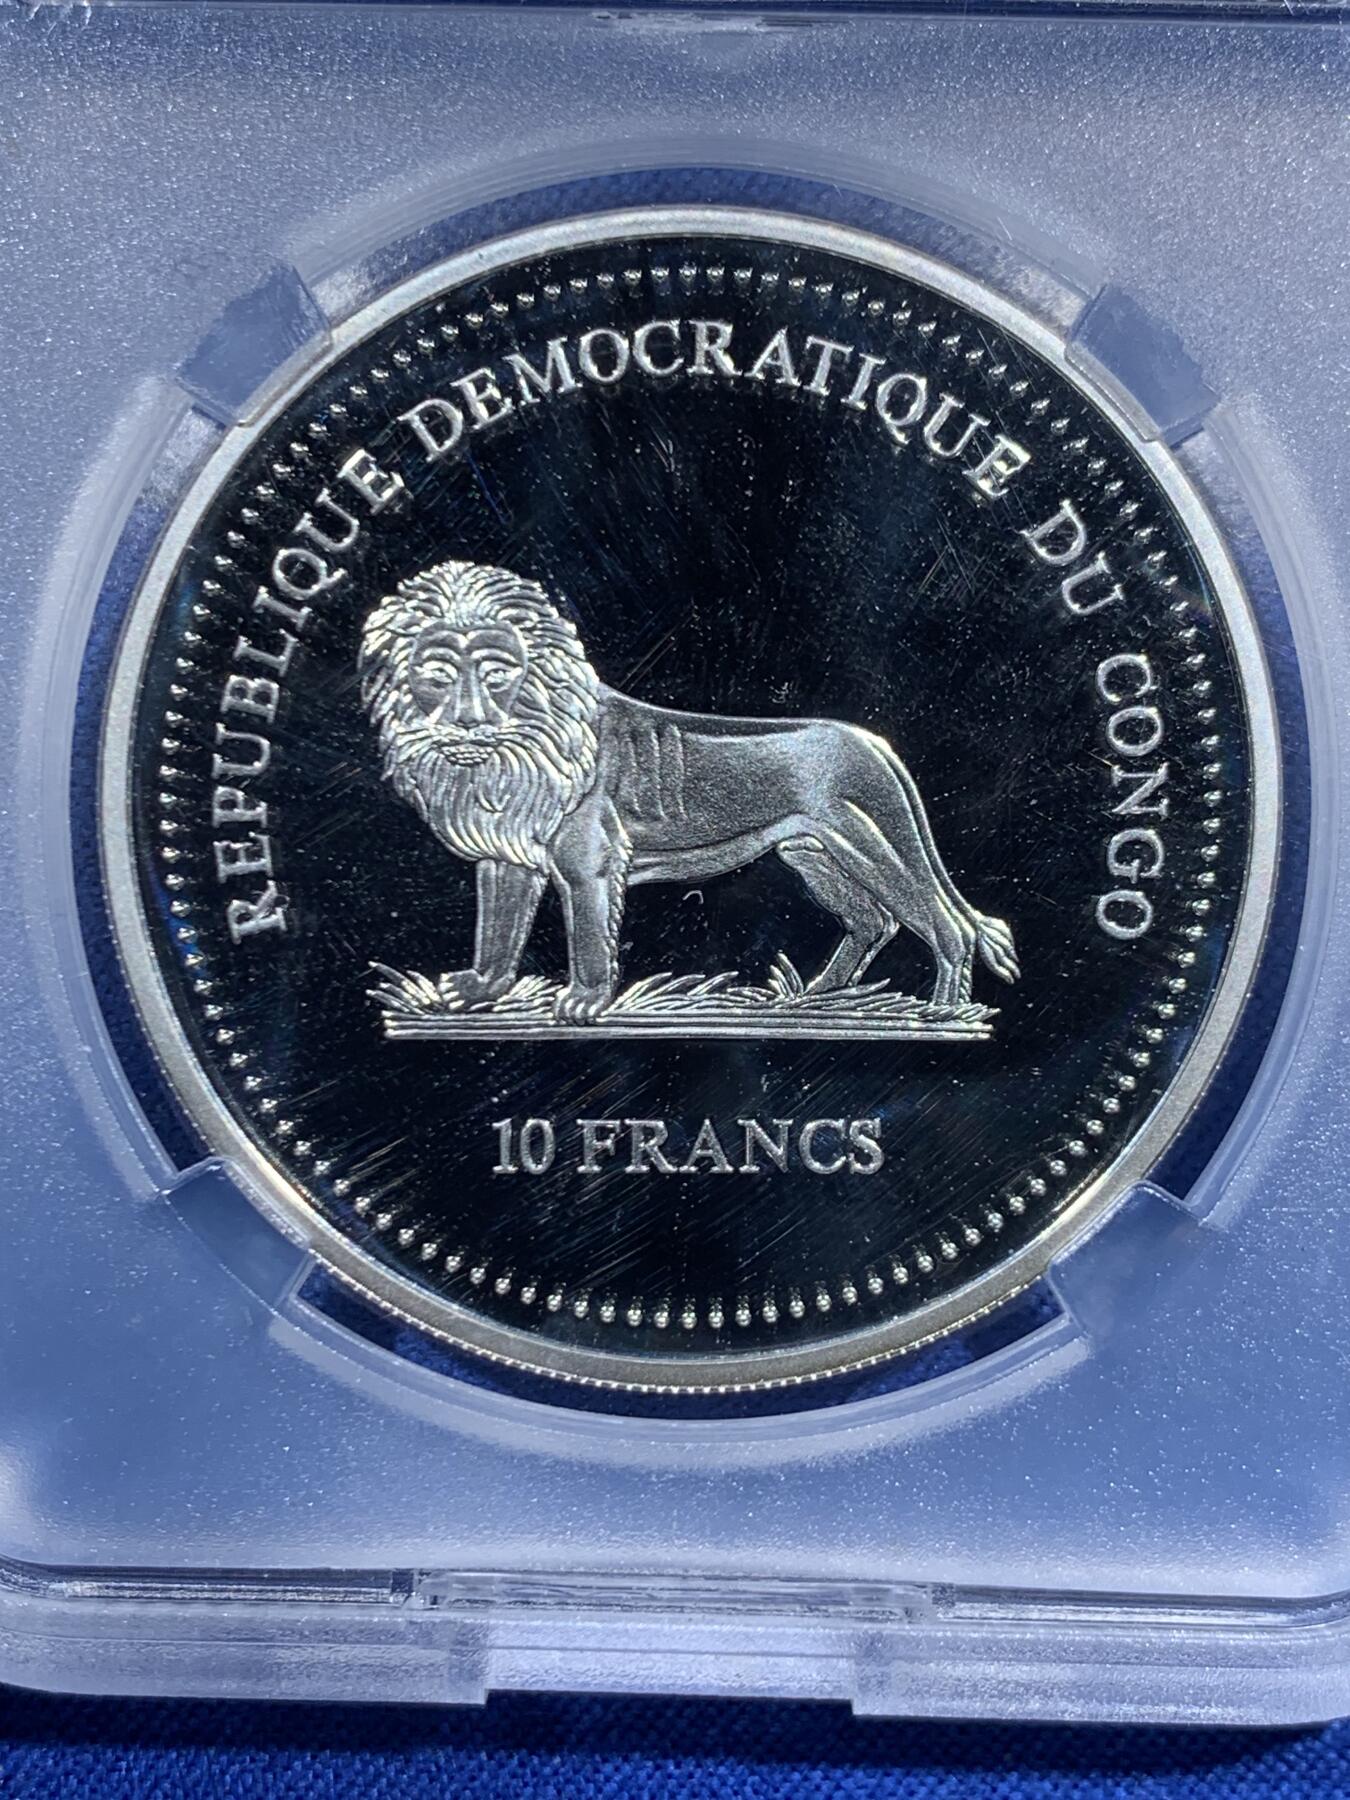 REPUBLIQUE DEMOCRATIQUE DU CONGO
10 FRANCS